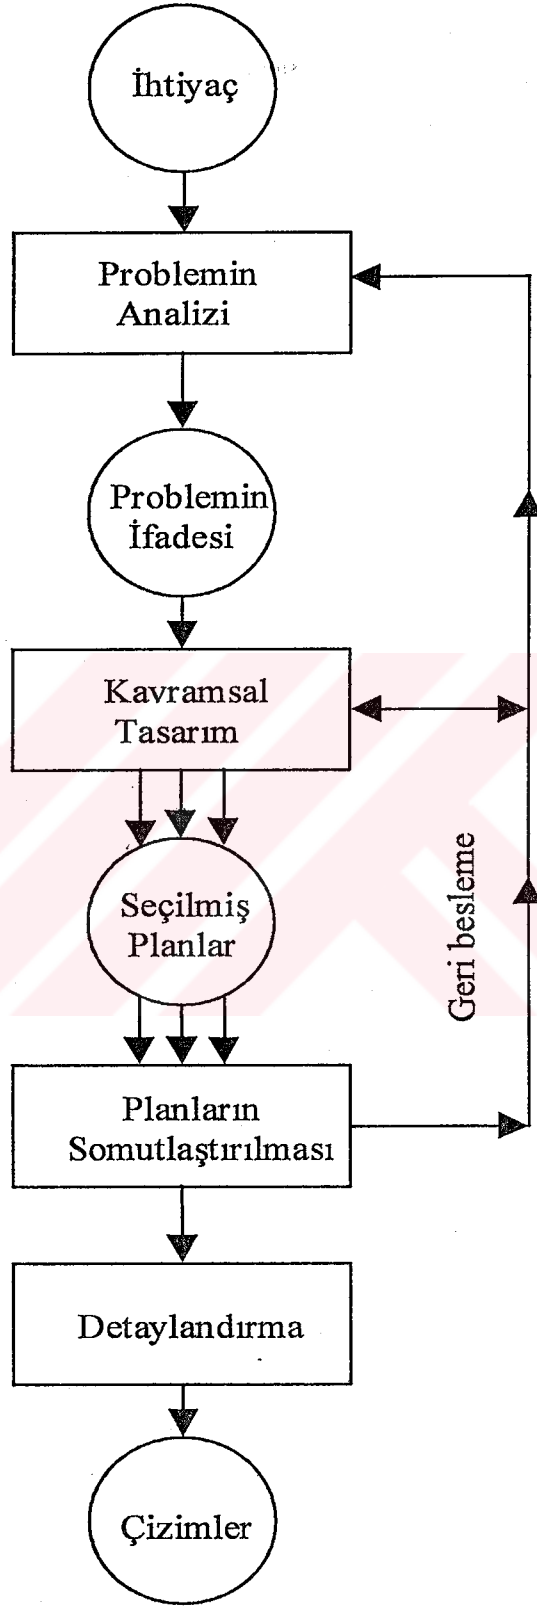 İhtiyaç
Problemin
Analizi
Problemin
İfadesi
Kavramsal
Tasarım
Seçilmiş
Planlar
Geri besleme
Planların
Somutlaştırılması
Detaylandırma
Çizimler